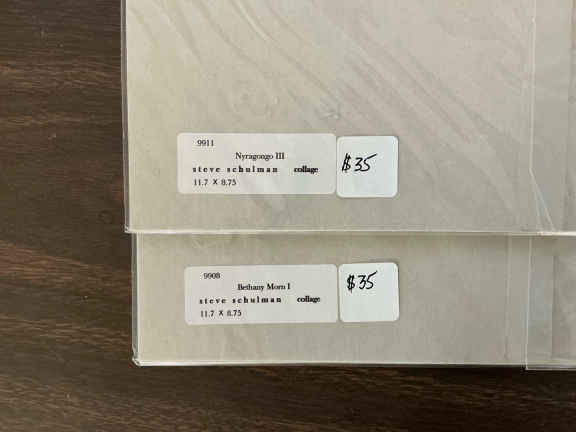 9911
Nyragongo III
steve schulman collage
11.7 x 8.75
$35
9908
Bethany Morn I
steve schulman collage
11.7 x 8.75
$35